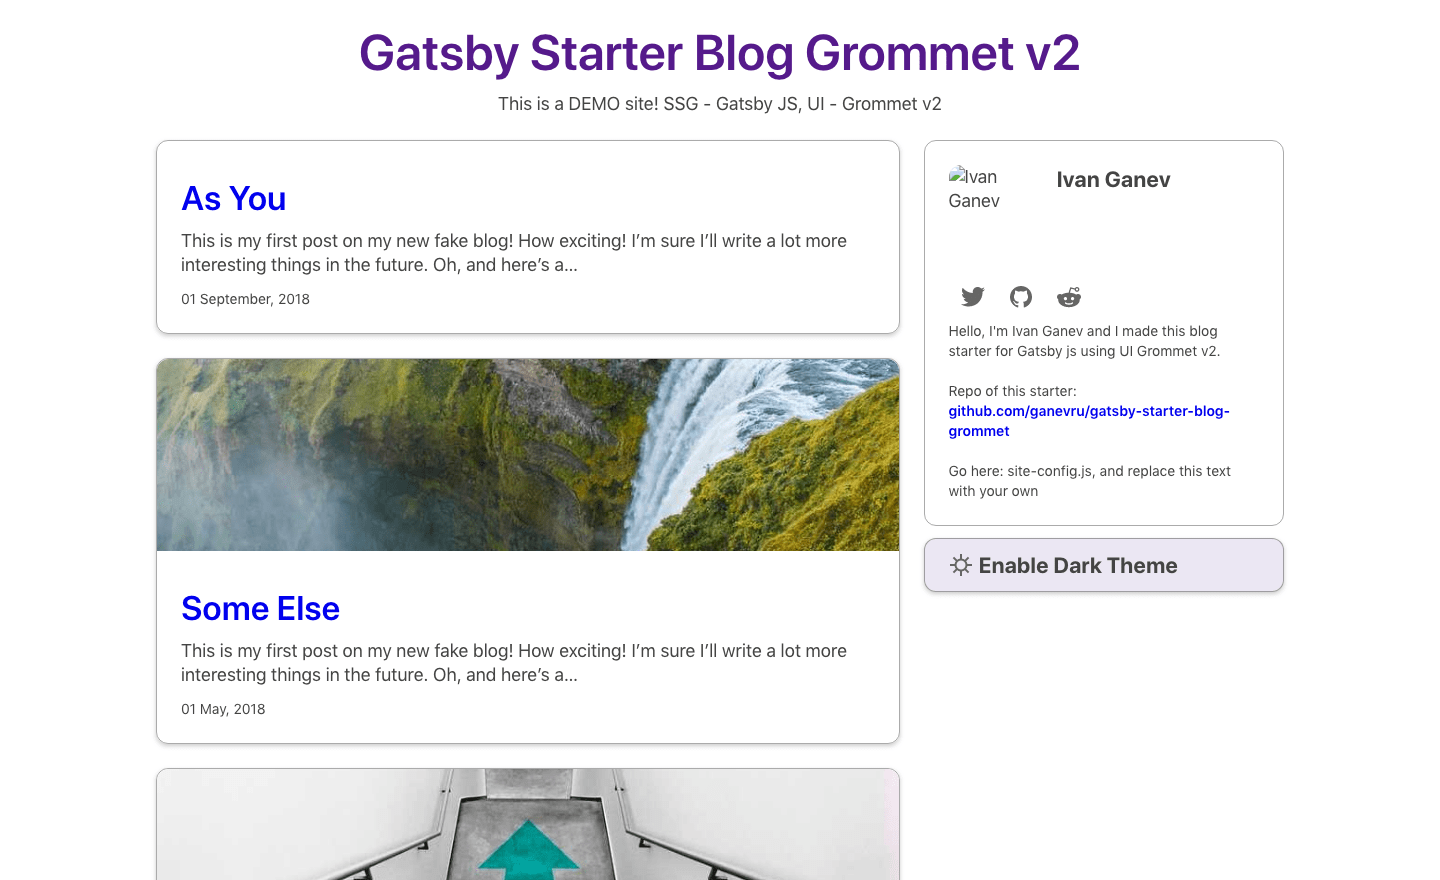 Gatsby Starter Blog Grommet v2
This is a DEMO site! SSG - Gatsby JS, UI - Grommet v2
As You
This is my first post on my new fake blog! How exciting! I’m sure I’ll write a lot more
interesting things in the future. Oh, and here’s a…
01 September, 2018
Some Else
This is my first post on my new fake blog! How exciting! I’m sure I’ll write a lot more
interesting things in the future. Oh, and here’s a…
01 May, 2018
Ivan
Ganev
Ivan Ganev
Hello, I'm Ivan Ganev and I made this blog
starter for Gatsby js using UI Grommet v2.
Repo of this starter:
github.com/ganevru/gatsby-starter-blog-
grommet
Go here: site-config.js, and replace this text
with your own
Enable Dark Theme